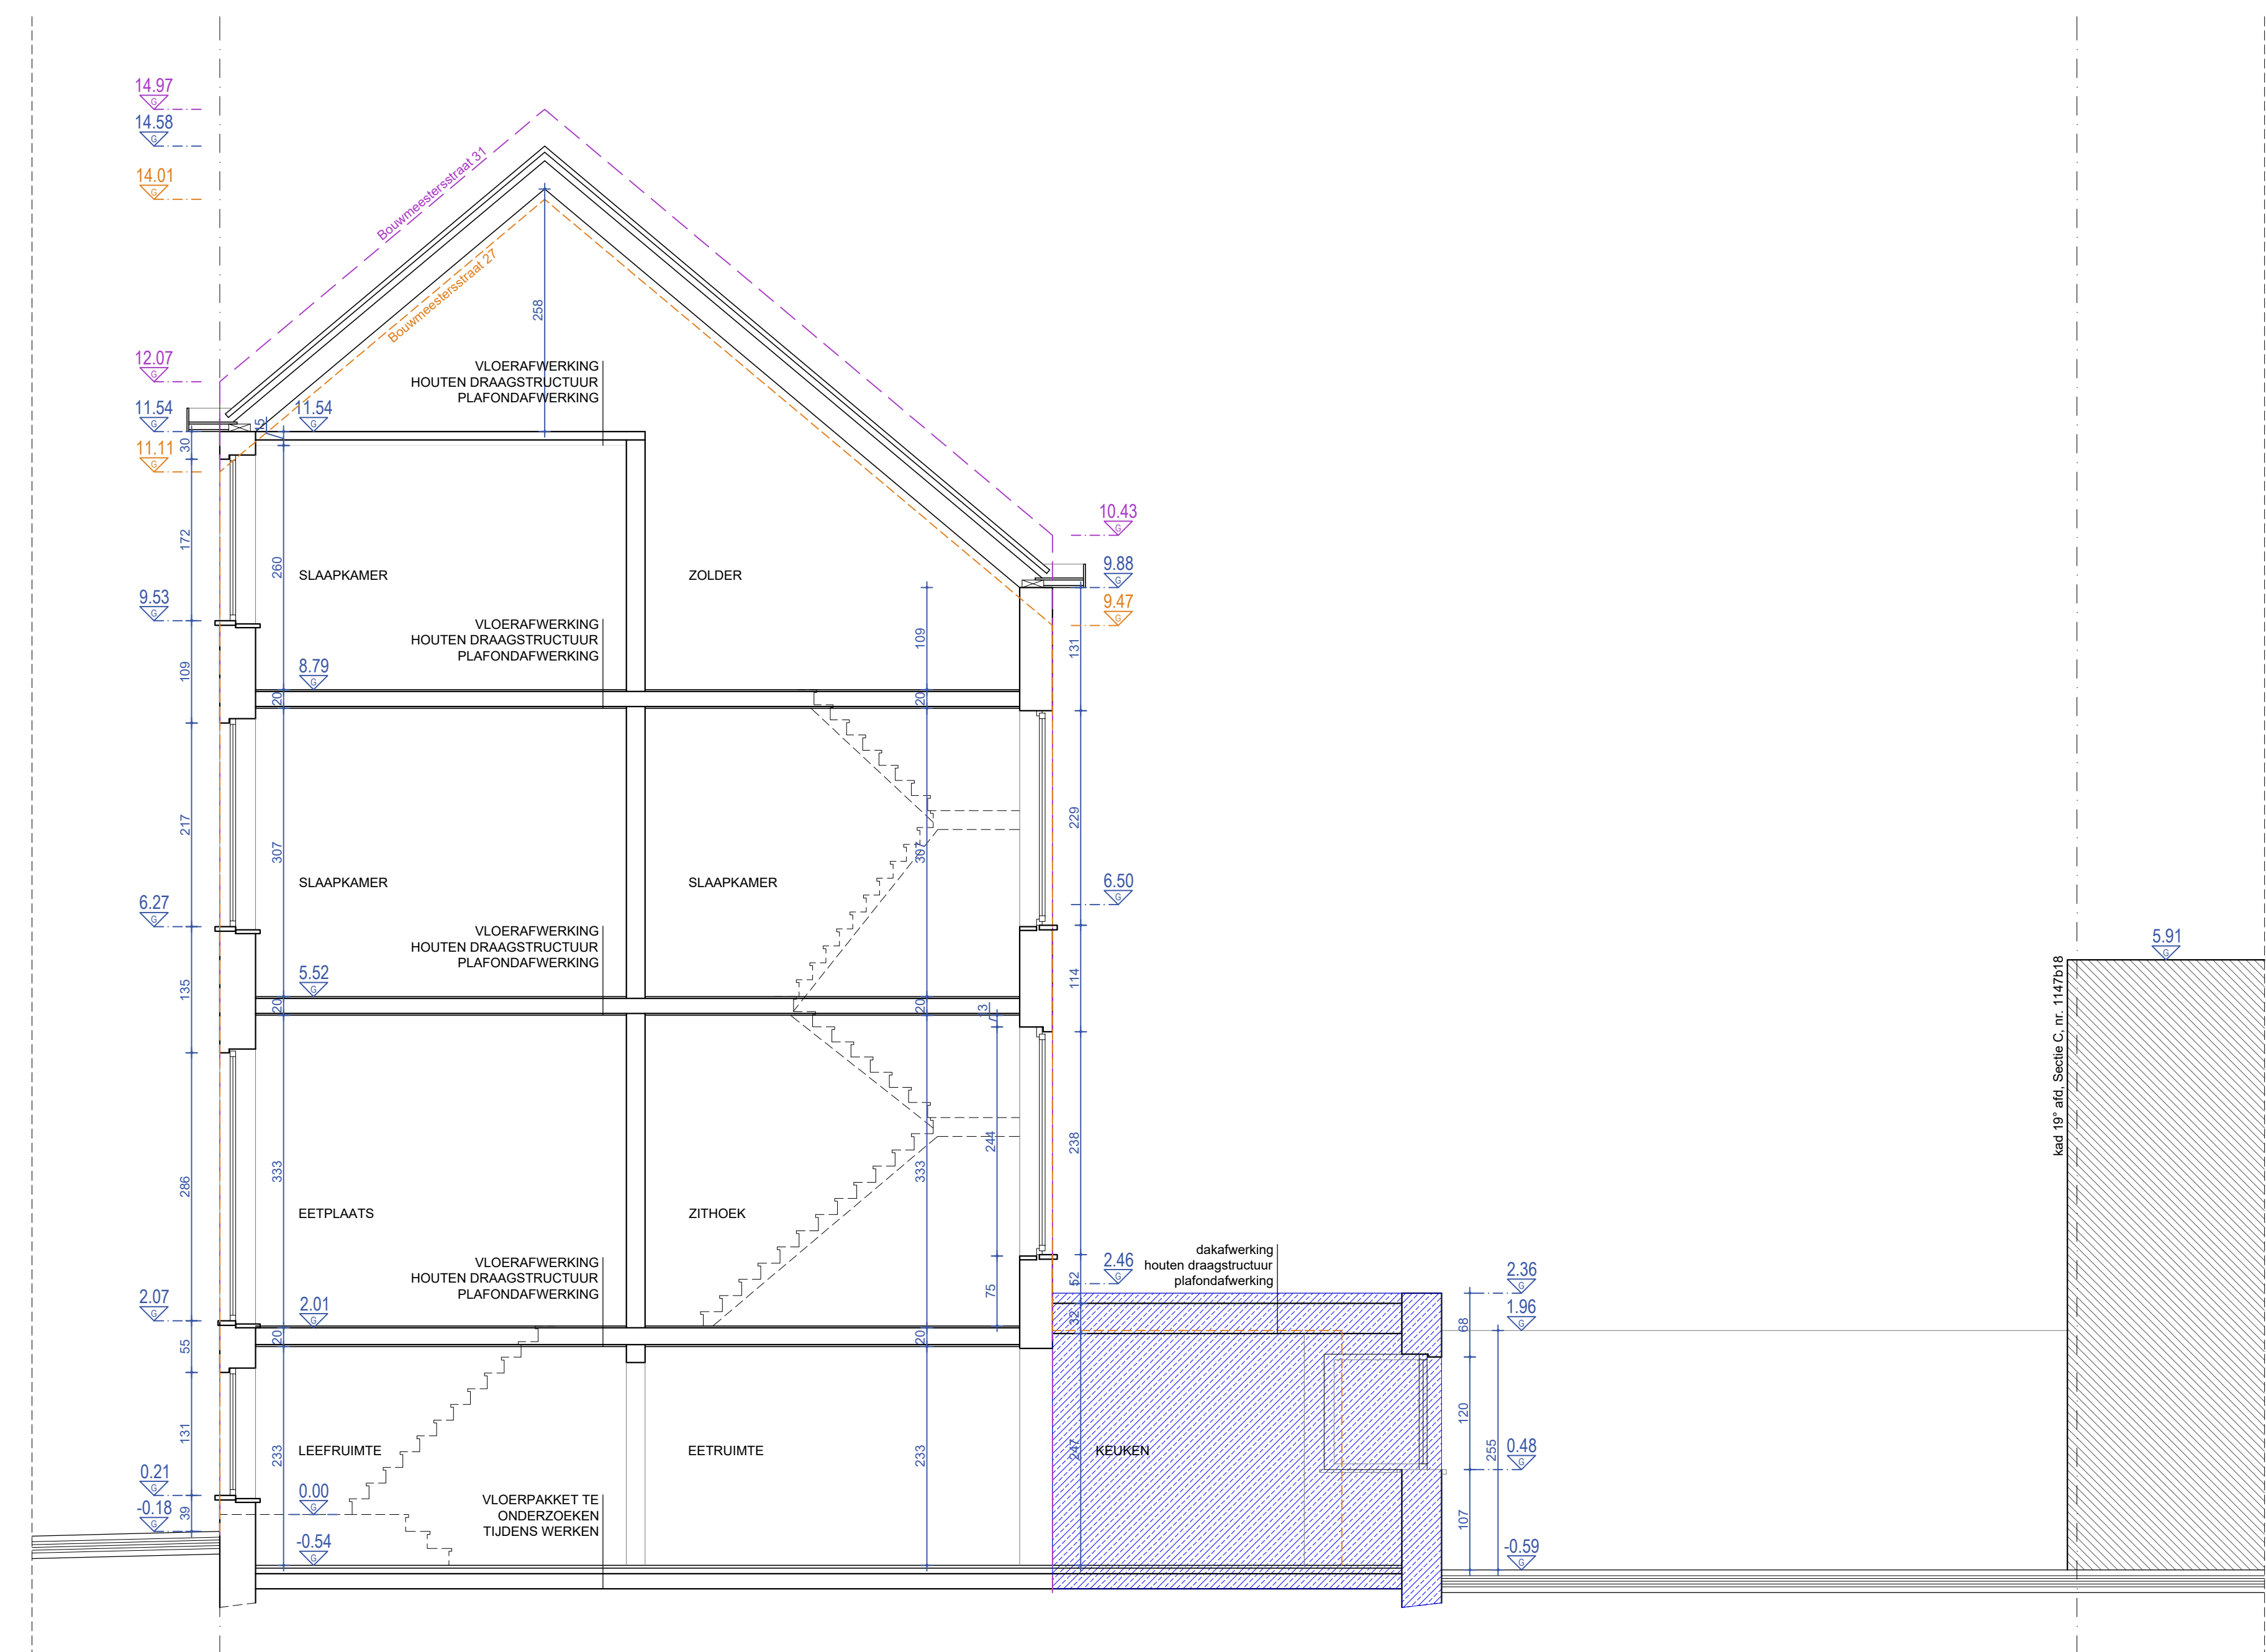 14.97
G
14.58
G
14.01
G
Bouwmeestersstraat 31
Bouwmeestersstraat 27
258
12.07
G
11.54
G
11.11
G
30
15
11.54
G
VLOERAFWERKING
HOUTEN DRAAGSTRUCTUUR
PLAFONDAFWERKING
172
260
SLAAPKAMER
ZOLDER
10.43
G
9.88
G
9.47
G
9.53
G
109
VLOERAFWERKING
HOUTEN DRAAGSTRUCTUUR
PLAFONDAFWERKING
109
131
8.79
G
20
20
217
307
SLAAPKAMER
SLAAPKAMER
307
229
6.50
G
6.27
G
VLOERAFWERKING
HOUTEN DRAAGSTRUCTUUR
PLAFONDAFWERKING
135
5.52
G
20
20
13
114
5.91
G
kad 19° afd, Sectie C, nr. 1147b18
286
333
EETPLAATS
ZITHOEK
333
244
238
VLOERAFWERKING
HOUTEN DRAAGSTRUCTUUR
PLAFONDAFWERKING
75
52
2.46
G
dakafwerking
houten draagstructuur
plafondafwerking
2.36
G
1.96
G
2.07
G
2.01
G
55
20
20
32
68
131
233
LEEFRUIMTE
EETRUIMTE
233
247
KEUKEN
120
255
0.48
G
0.21
G
-0.18
G
39
0.00
G
VLOERPAKKET TE
ONDERZOEKEN
TIJDENS WERKEN
107
-0.54
G
-0.59
G